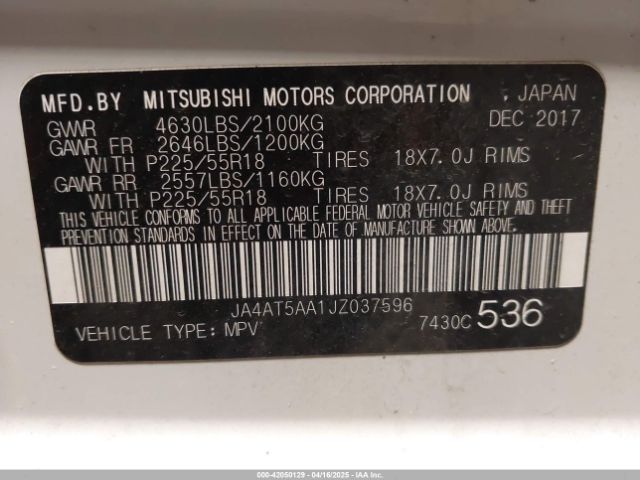 MFD.BY MITSUBISHI MOTORS CORPORATION , JAPAN
GVWR 4630LBS/2100KG DEC 2017
GAWR FR 2646LBS/1200KG
WITH P225/55R18 TIRES 18X7.0J RIMS
GAWR RR 2557LBS/1160KG
WITH P225/55R18 TIRES 18X7.0J RIMS
THIS VEHICLE CONFORMS TO ALL APPLICABLE FEDERAL MOTOR VEHICLE SAFETY AND THEFT
PREVENTION STANDARDS IN EFFECT ON THE DATE OF MANUFACTURE SHOWN ABOVE.
JA4AT5AA1JZ037596
VEHICLE TYPE: MPV 7430C 536
000-42050129 - 04/16/2025 - IAAI.COM